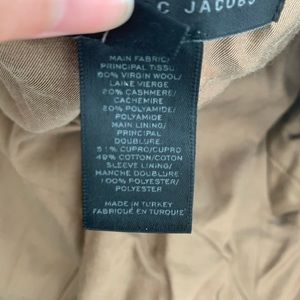 C JACOBS
MAIN FABRIC/
PRINCIPAL TISSU
60% VIRGIN WOOL/
LAINE VIERGE
20% CASHMERE/
CACHEMIRE
20% POLYAMIDE/
POLYAMIDE
MAIN LINING/
PRINCIPAL
DOUBLURE:
51% CUPRO/CUPRO
49% COTTON/COTON
SLEEVE LINING/
MANCHE DOUBLURE:
100% POLYESTER/
POLYESTER
MADE IN TURKEY
FABRIQUÉ EN TURQUIE